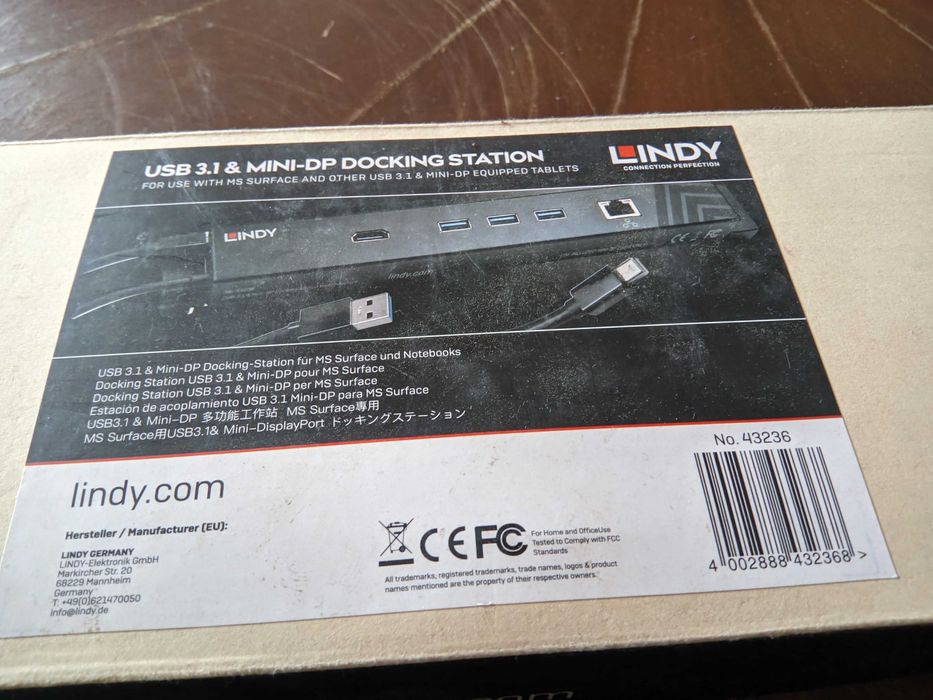 USB 3.1 & MINI-DP DOCKING STATION
FOR USE WITH MS SURFACE AND OTHER USB 3.1 & MINI-DP EQUIPPED TABLETS
LINDY
CONNECTION PERFECTION
LINDY
lindy.com
CE FC
USB 3.1 & Mini-DP Docking-Station für MS Surface und Notebooks
Docking Station USB 3.1 & Mini-DP pour MS Surface
Docking Station USB 3.1 & Mini-DP per MS Surface
Estación de acoplamiento USB 3.1 Mini-DP para MS Surface
USB3.1 & Mini-DP 多功能工作站 MS Surface專用
MS Surface用USB3.1& Mini-DisplayPort ドッキングステーション
lindy.com
No. 43236
Hersteller / Manufacturer (EU):
LINDY GERMANY
LINDY-Elektronik GmbH
Markircher Str. 20
68229 Mannheim
Germany
T: +49(0)621470050
info@lindy.de
CE FC
For Home and OfficeUse
Tested to Comply with FCC
Standards
All trademarks, registered trademarks, trade names, logos & product
names mentioned are the property of their respective owners.
4 002888 432368 >